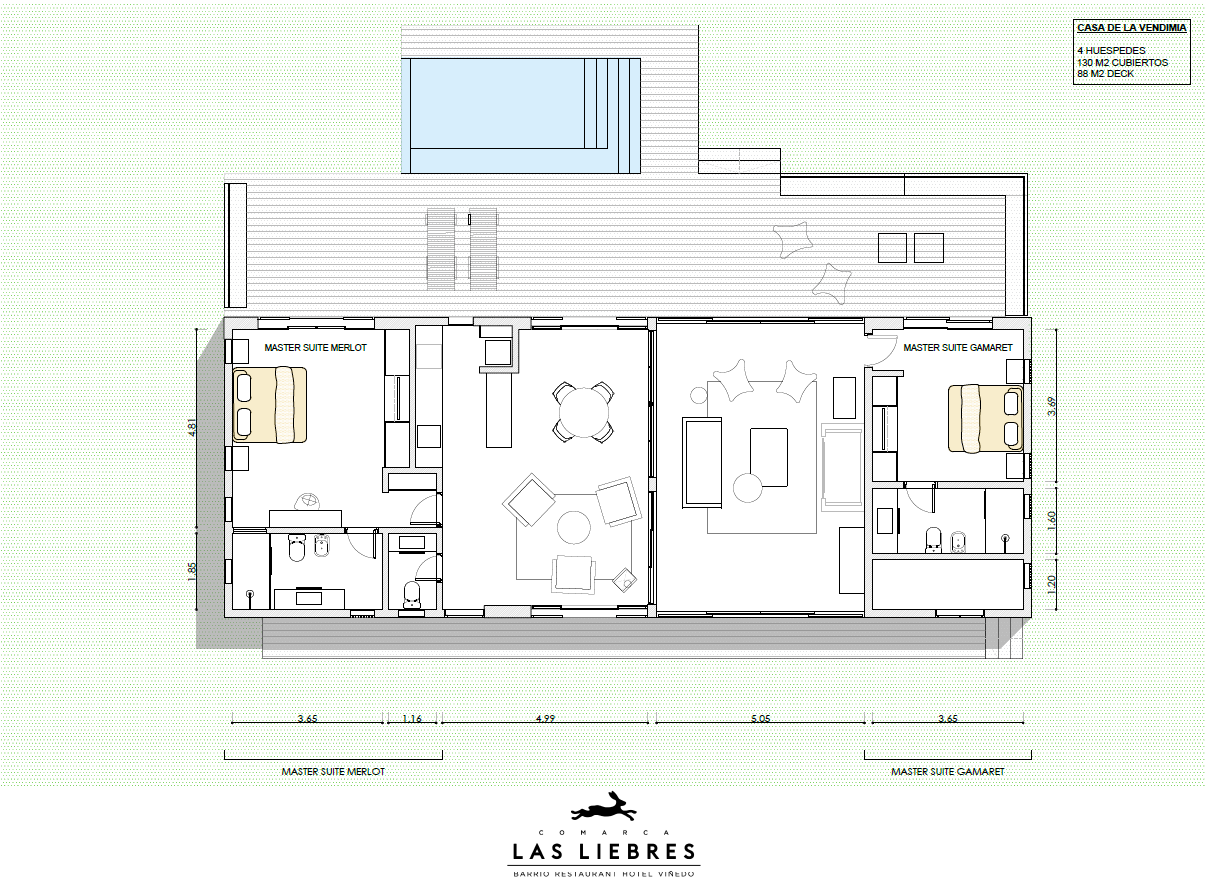 CASA DE LA VENDIMIA
4 HUESPEDES
130 M2 CUBIERTOS
88 M2 DECK
MASTER SUITE MERLOT
MASTER SUITE GAMARET
4.81
3.69
1.60
1.85
1.20
3.65
1.16
4.99
5.05
3.65
MASTER SUITE MERLOT
MASTER SUITE GAMARET
COMARCA
LAS LIEBRES
BARRIO RESTAURANT HOTEL VIÑEDO